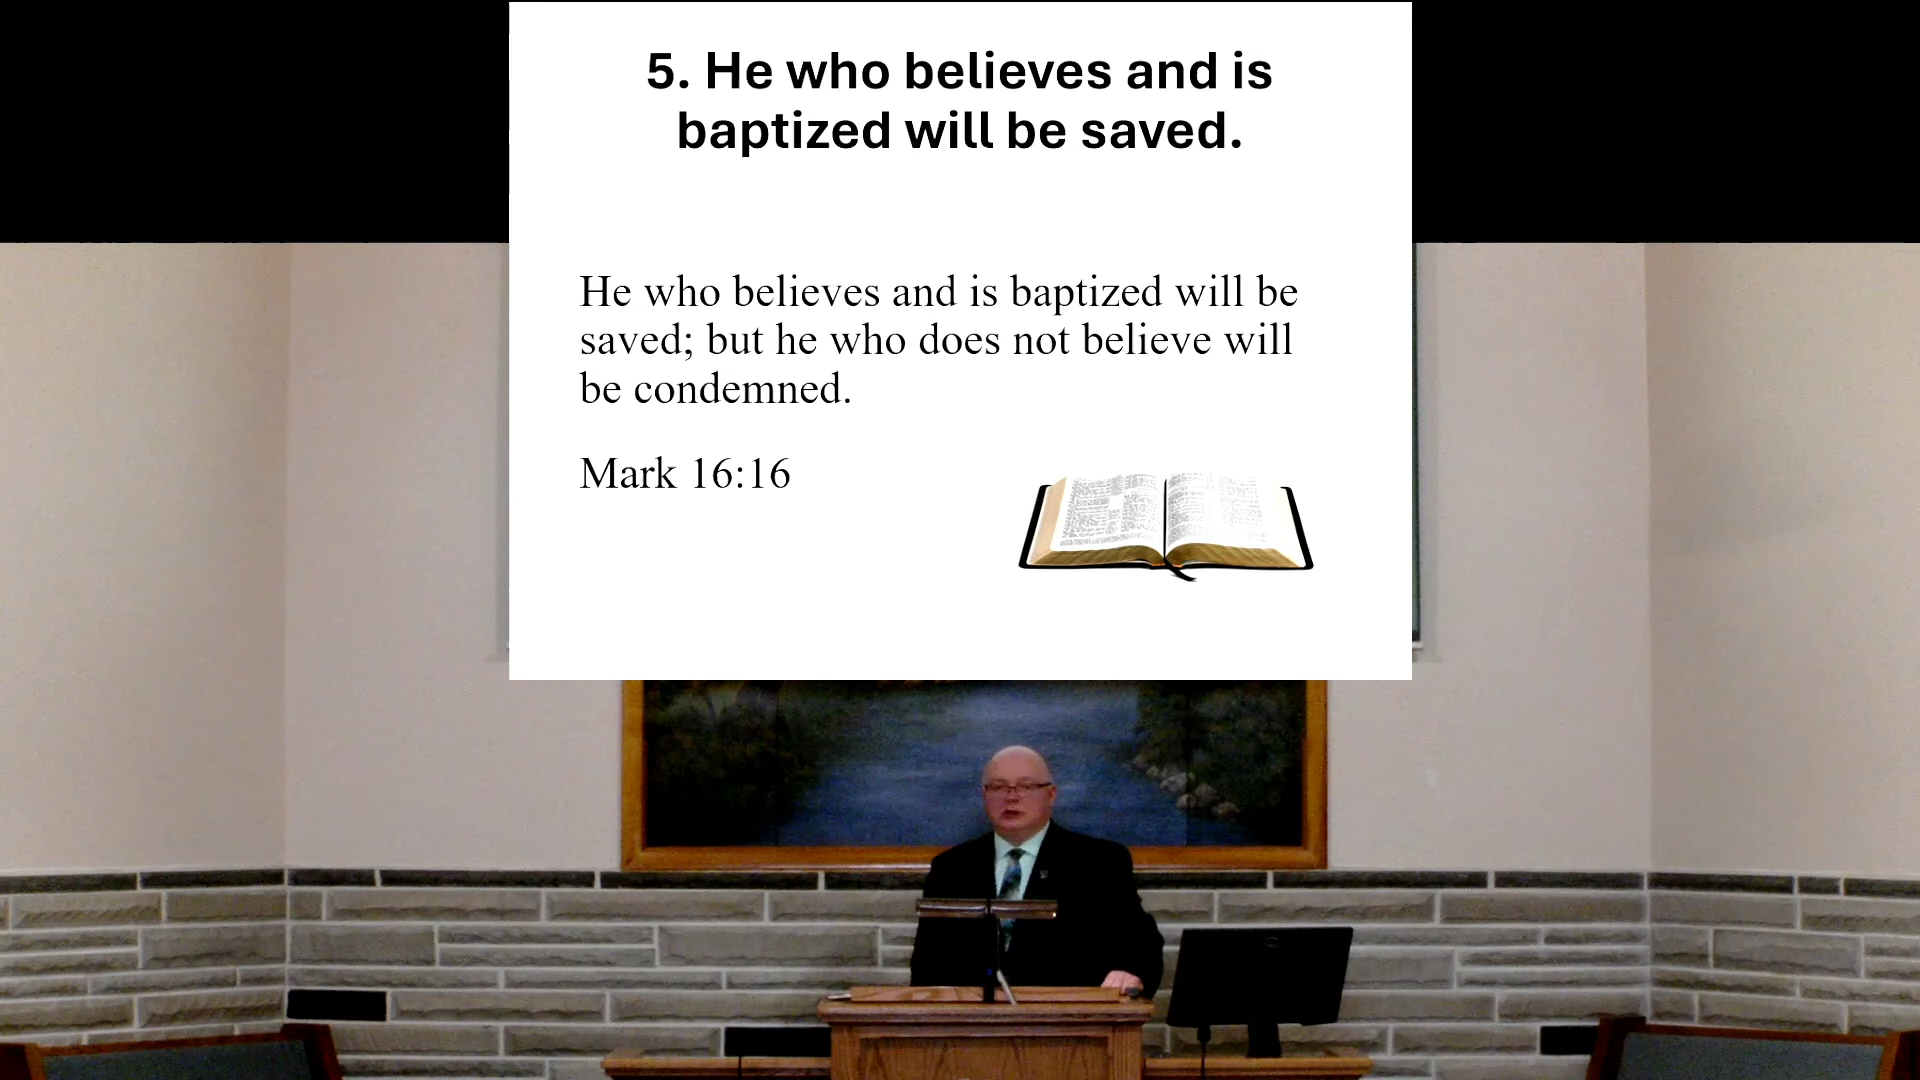 5. He who believes and is
baptized will be saved.
He who believes and is baptized will be
saved; but he who does not believe will
be condemned.
Mark 16:16